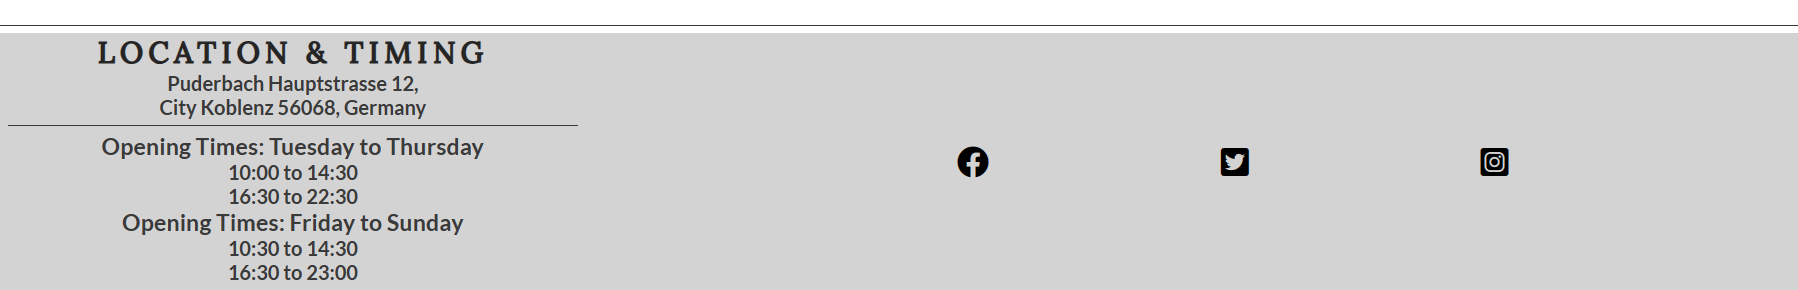 LOCATION & TIMING
Puderbach Hauptstrasse 12,
City Koblenz 56068, Germany
Opening Times: Tuesday to Thursday
10:00 to 14:30
16:30 to 22:30
Opening Times: Friday to Sunday
10:30 to 14:30
16:30 to 23:00